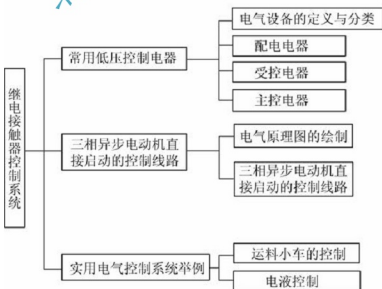 电气设备的定义与分类
常用低压控制电器
配电电器
受控电器
主控电器
继电接触器控制系统
三相异步电动机直
接启动的控制线路
电气原理图的绘制
三相异步电动机直
接启动的控制线路
实用电气控制系统举例
运料小车的控制
电液控制